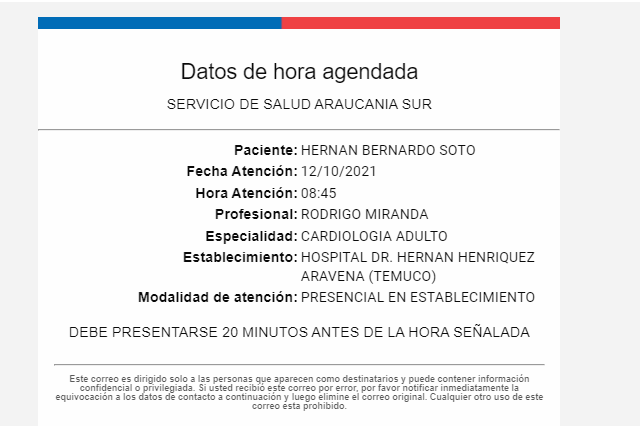 Datos de hora agendada
SERVICIO DE SALUD ARAUCANIA SUR
Paciente: HERNAN BERNARDO SOTO
Fecha Atención: 12/10/2021
Hora Atención: 08:45
Profesional: RODRIGO MIRANDA
Especialidad: CARDIOLOGIA ADULTO
Establecimiento: HOSPITAL DR. HERNAN HENRIQUEZ
ARAVENA (TEMUCO)
Modalidad de atención: PRESENCIAL EN ESTABLECIMIENTO
DEBE PRESENTARSE 20 MINUTOS ANTES DE LA HORA SEÑALADA
Este correo es dirigido solo a las personas que aparecen como destinatarios y puede contener información
confidencial o privilegiada. Si usted recibió este correo por error, por favor notificar inmediatamente la
equivocación a los datos de contacto a continuación y luego elimine el correo original. Cualquier otro uso de este
correo esta prohibido.